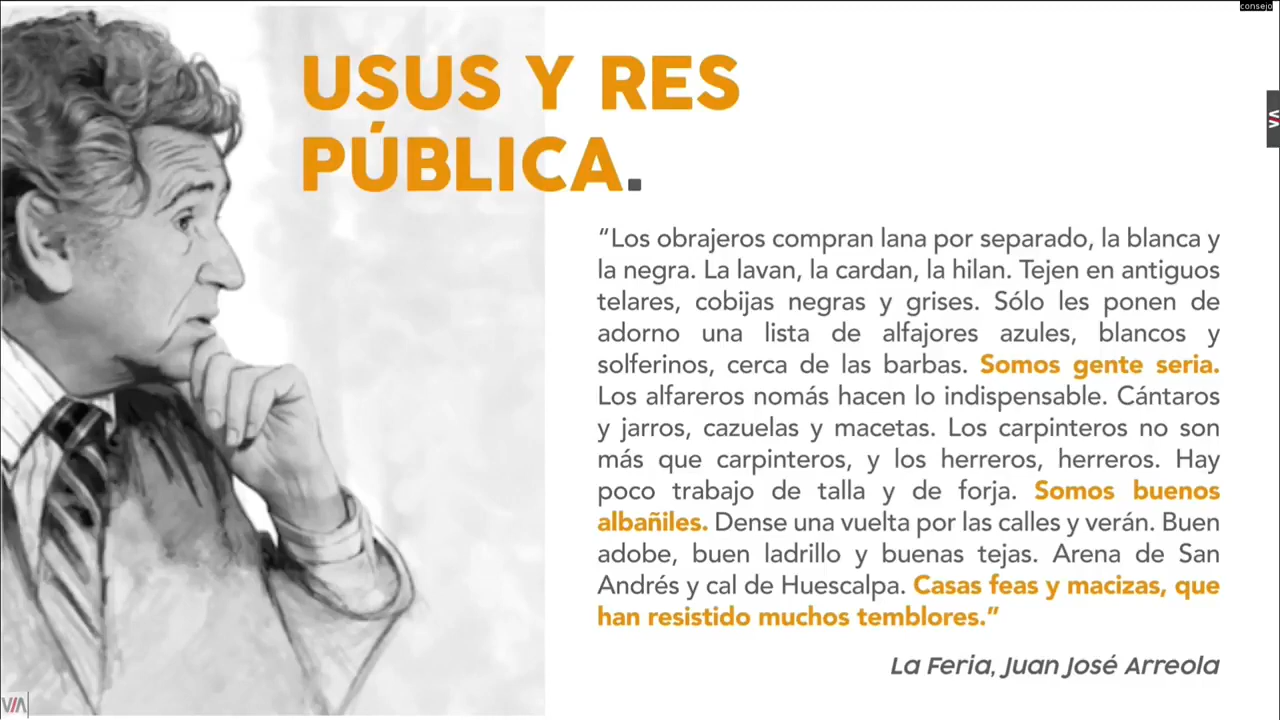 consejo
USUS Y RES
PÚBLICA.
“Los obrajeros compran lana por separado, la blanca y
la negra. La lavan, la cardan, la hilan. Tejen en antiguos
telares, cobijas negras y grises. Sólo les ponen de
adorno una lista de alfajores azules, blancos y
solferinos, cerca de las barbas. Somos gente seria.
Los alfareros nomás hacen lo indispensable. Cántaros
y jarros, cazuelas y macetas. Los carpinteros no son
más que carpinteros, y los herreros, herreros. Hay
poco trabajo de talla y de forja. Somos buenos
albañiles. Dense una vuelta por las calles y verán. Buen
adobe, buen ladrillo y buenas tejas. Arena de San
Andrés y cal de Huescalpa. Casas feas y macizas, que
han resistido muchos temblores.”
La Feria, Juan José Arreola
VIA